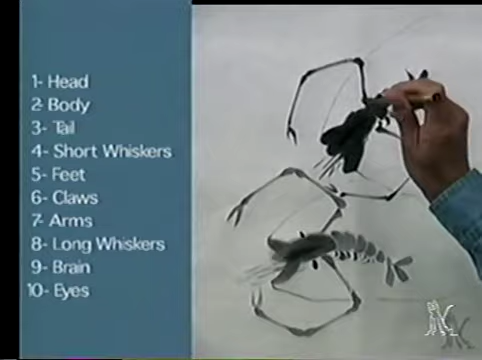 1- Head
2- Body
3- Tail
4- Short Whiskers
5- Feet
6- Claws
7- Arms
8- Long Whiskers
9- Brain
10- Eyes